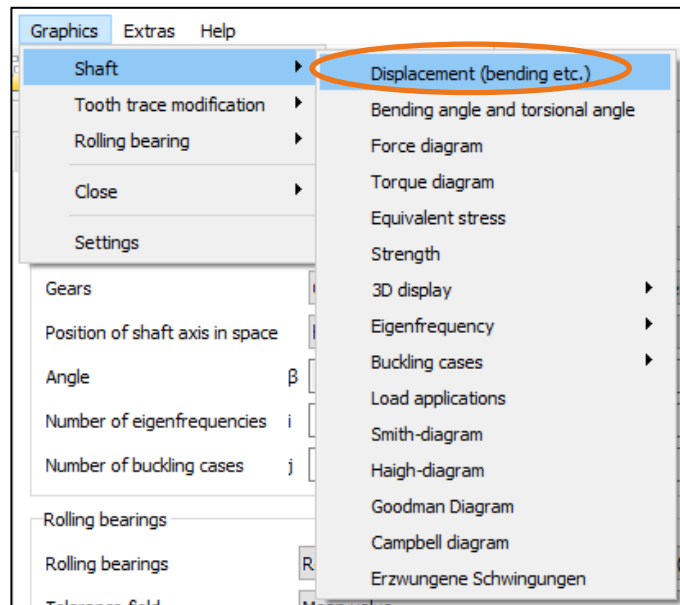 Graphics Extras Help
Shaft
Tooth trace modification
Rolling bearing
Close
Settings
Displacement (bending etc.)
Bending angle and torsional angle
Force diagram
Torque diagram
Equivalent stress
Strength
3D display
Eigenfrequency
Buckling cases
Load applications
Smith-diagram
Haigh-diagram
Goodman Diagram
Campbell diagram
Erzwungene Schwingungen
Gears
Position of shaft axis in space
Angle β
Number of eigenfrequencies i
Number of buckling cases j
Rolling bearings
Rolling bearings R
Tolerance field